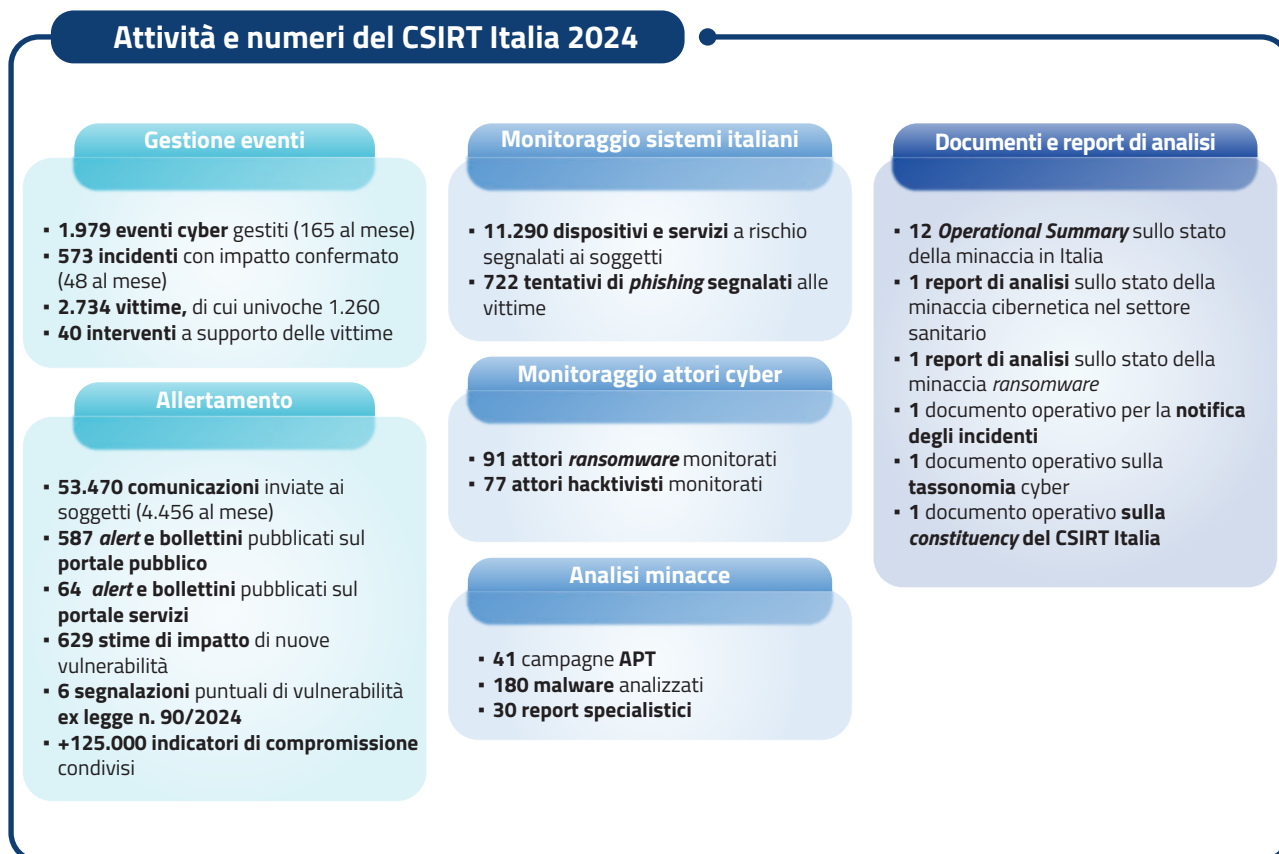 Attività e numeri del CSIRT Italia 2024
Gestione eventi
▪ 1.979 eventi cyber gestiti (165 al mese)
▪ 573 incidenti con impatto confermato
(48 al mese)
▪ 2.734 vittime, di cui univoche 1.260
▪ 40 interventi a supporto delle vittime
Allertamento
▪ 53.470 comunicazioni inviate ai
soggetti (4.456 al mese)
▪ 587 alert e bollettini pubblicati sul
portale pubblico
▪ 64 alert e bollettini pubblicati sul
portale servizi
▪ 629 stime di impatto di nuove
vulnerabilità
▪ 6 segnalazioni puntuali di vulnerabilità
ex legge n. 90/2024
▪ +125.000 indicatori di compromissione
condivisi
Monitoraggio sistemi italiani
▪ 11.290 dispositivi e servizi a rischio
segnalati ai soggetti
▪ 722 tentativi di phishing segnalati alle
vittime
Monitoraggio attori cyber
▪ 91 attori ransomware monitorati
▪ 77 attori hacktivisti monitorati
Analisi minacce
▪ 41 campagne APT
▪ 180 malware analizzati
▪ 30 report specialistici
Documenti e report di analisi
▪ 12 Operational Summary sullo stato
della minaccia in Italia
▪ 1 report di analisi sullo stato della
minaccia cibernetica nel settore
sanitario
▪ 1 report di analisi sullo stato della
minaccia ransomware
▪ 1 documento operativo per la notifica
degli incidenti
▪ 1 documento operativo sulla
tassonomia cyber
▪ 1 documento operativo sulla
constituency del CSIRT Italia